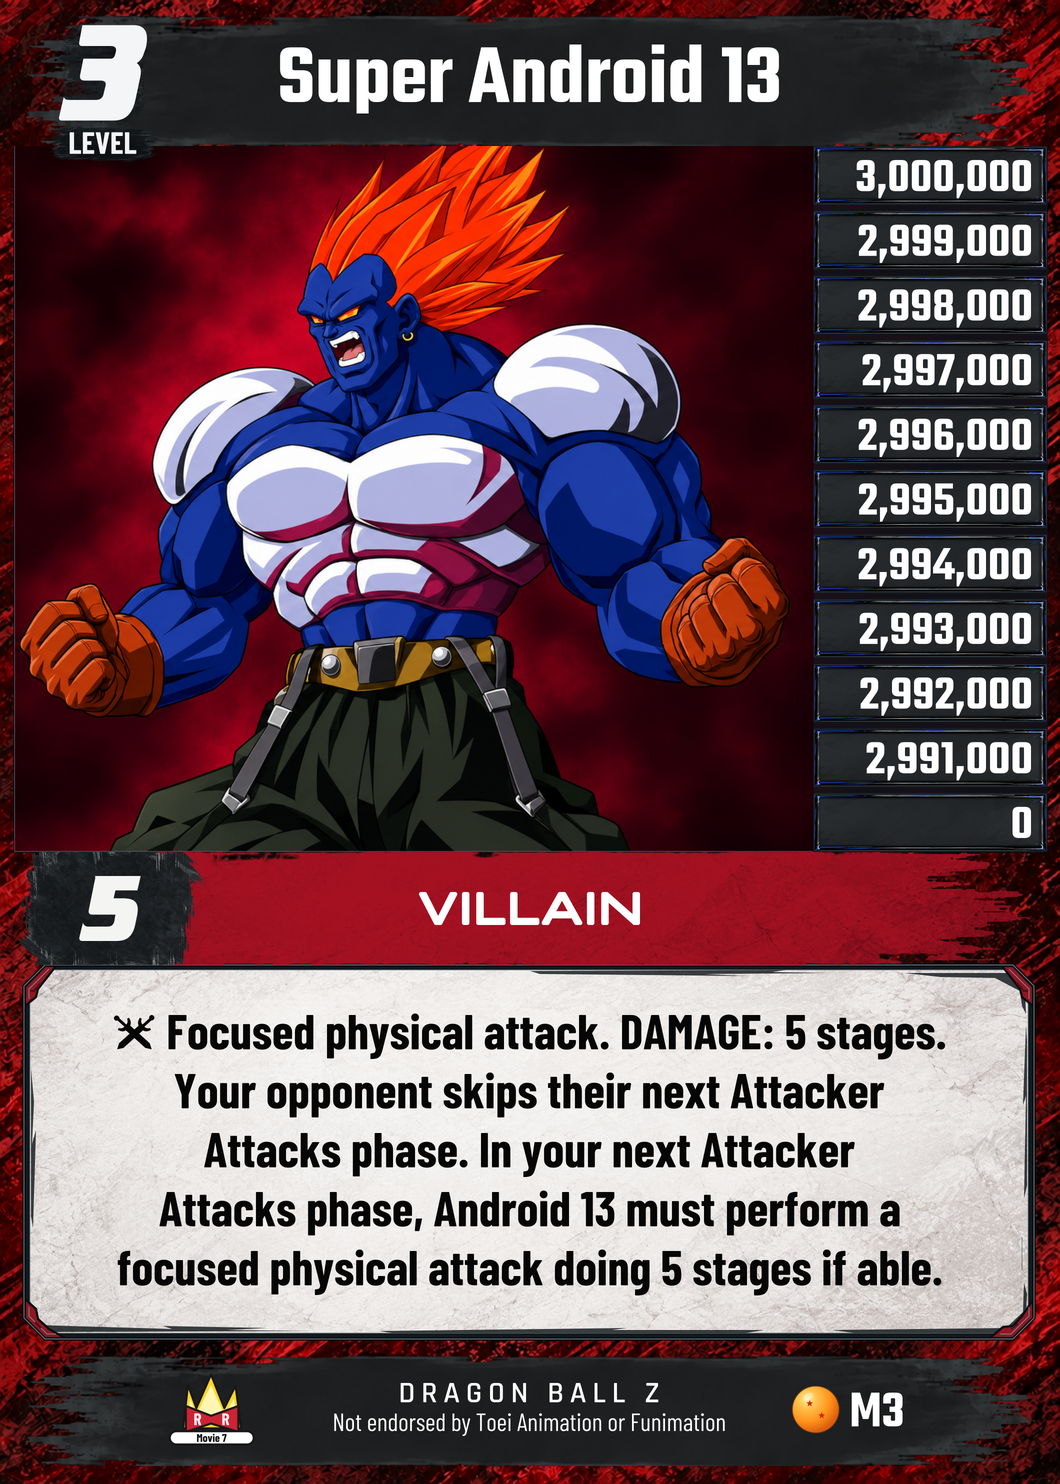 3
LEVEL
Super Android 13
3,000,000
2,999,000
2,998,000
2,997,000
2,996,000
2,995,000
2,994,000
2,993,000
2,992,000
2,991,000
0
5
VILLAIN
Focused physical attack. DAMAGE: 5 stages.
Your opponent skips their next Attacker
Attacks phase. In your next Attacker
Attacks phase, Android 13 must perform a
focused physical attack doing 5 stages if able.
R R
Movie 7
DRAGON BALL Z
Not endorsed by Toei Animation or Funimation
M3